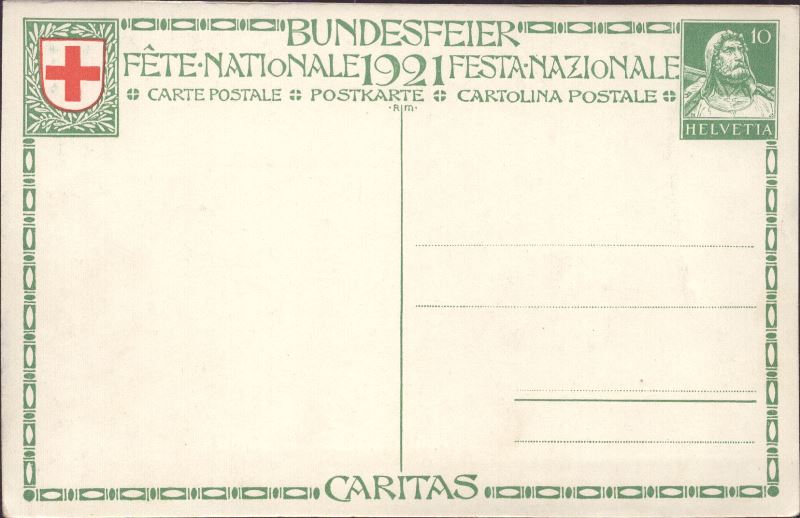 BUNDESFEIER
FÊTE·NATIONALE 1921 FESTA·NAZIONALE
CARTE POSTALE POSTKARTE CARTOLINA POSTALE
·R·M·
10
HELVETIA
CARITAS